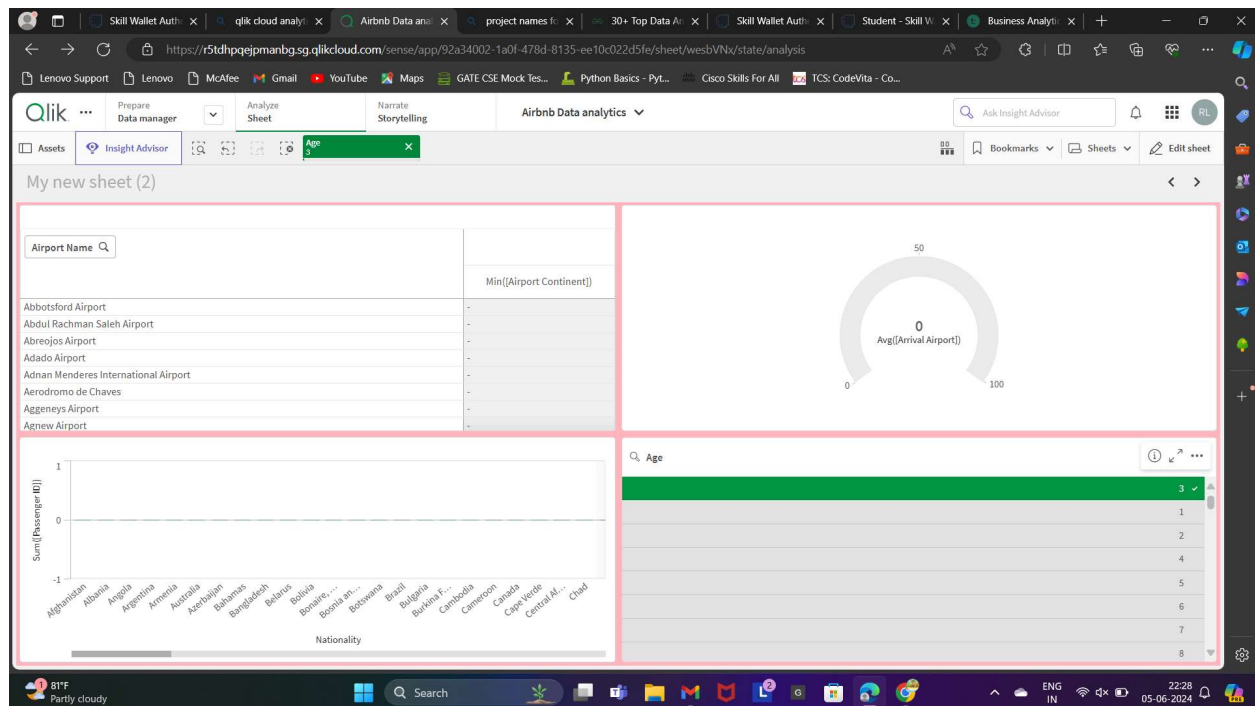 Skill Wallet Auth
qlik cloud analyt
Airbnb Data anal
project names fo
30+ Top Data An
Skill Wallet Auth
Student - Skill W
Business Analytic
https://r5tdhpqejpmanbg.sg.qlikcloud.com/sense/app/92a34002-1a0f-478d-8135-ee10c022d5fe/sheet/wesbVNx/state/analysis
Lenovo Support
Lenovo
McAfee
Gmail
YouTube
Maps
GATE CSE Mock Tes...
Python Basics - Pyt...
Cisco Skills For All
TCS: CodeVita - Co...
Qlik
Prepare
Data manager
Analyze
Sheet
Narrate
Storytelling
Airbnb Data analytics
Ask Insight Advisor
RL
Assets
Insight Advisor
Age
3
Bookmarks
Sheets
Edit sheet
My new sheet (2)
Airport Name
Min([Airport Continent])
Abbotsford Airport -
Abdul Rachman Saleh Airport -
Abreojos Airport -
Adado Airport -
Adnan Menderes International Airport -
Aerodromo de Chaves -
Aggeneys Airport -
Agnew Airport -
50
0
Avg([Arrival Airport])
0
100
1
0
-1
Sum([Passenger ID])
Afghanistan
Albania
Angola
Argentina
Armenia
Australia
Azerbaijan
Bahamas
Bangladesh
Belarus
Bolivia
Bonaire, ...
Bosnia an...
Botswana
Brazil
Bulgaria
Burkina F...
Cambodia
Cameroon
Canada
Cape Verde
Central Af...
Chad
Nationality
Age
3
1
2
4
5
6
7
8
1
81°F
Partly cloudy
Search
2
G
ENG
IN
22:28
05-06-2024
PRE